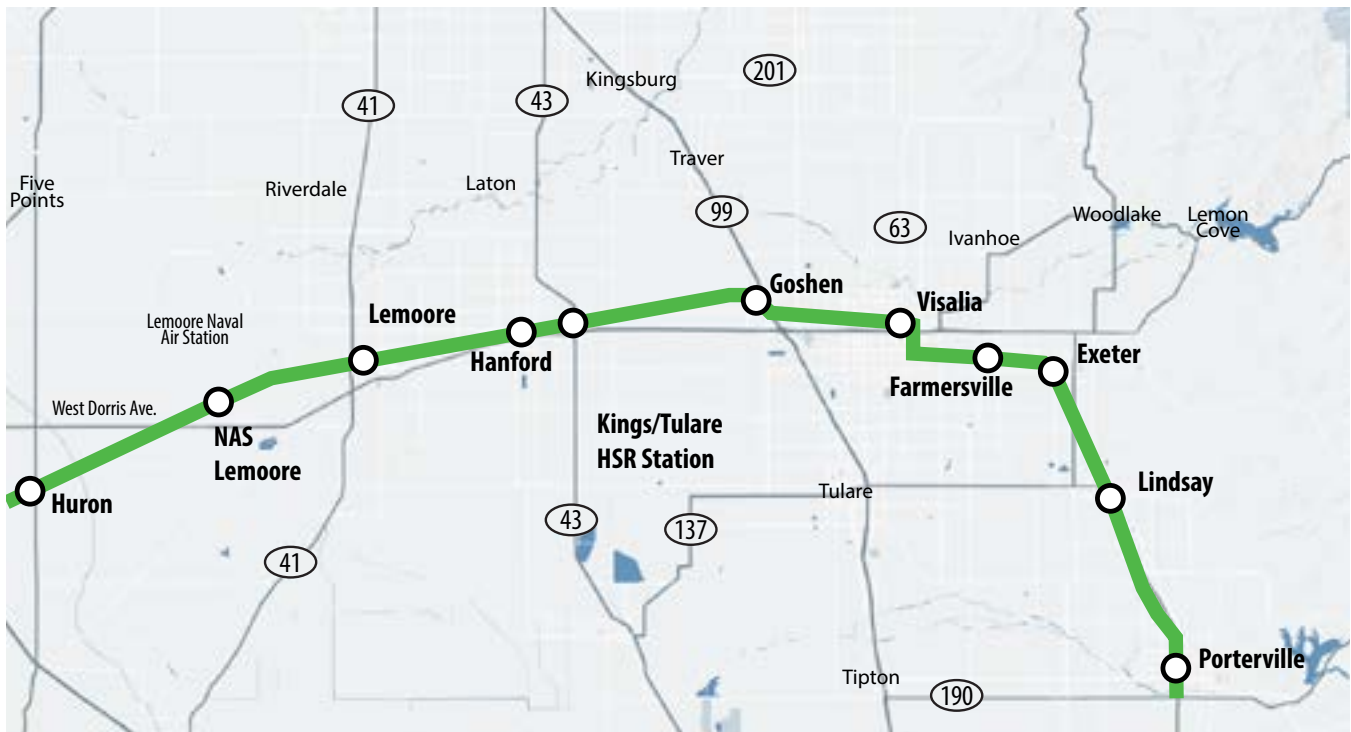 Kingsburg
201
41
43
Traver
Five
Points
Riverdale
Laton
99
63
Woodlake
Lemon
Cove
Ivanhoe
Goshen
Visalia
Lemoore Naval
Air Station
Lemoore
Hanford
Exeter
Farmersville
West Dorris Ave.
NAS
Lemoore
Kings/Tulare
HSR Station
Huron
Tulare
Lindsay
43
137
41
Porterville
Tipton
190